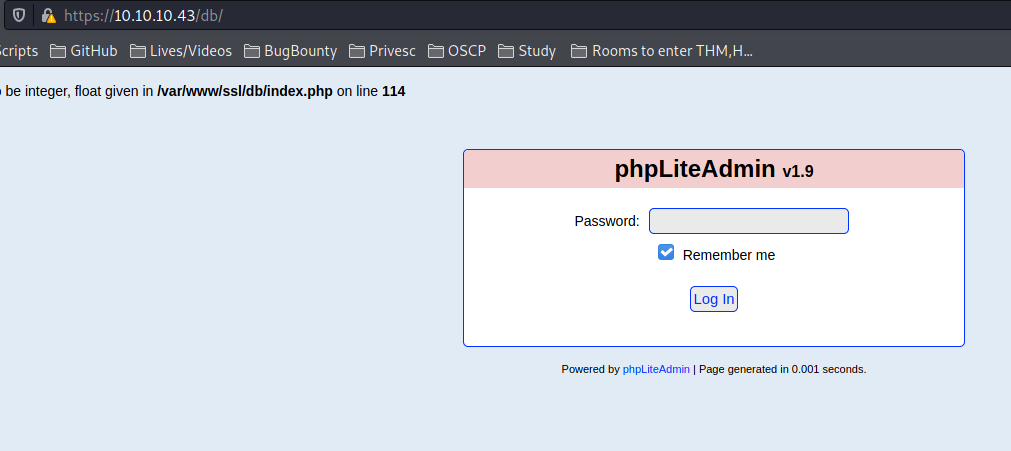 https://10.10.10.43/db/
Scripts GitHub Lives/Videos BugBounty Privesc OSCP Study Rooms to enter THM,H...
be integer, float given in /var/www/ssl/db/index.php on line 114
phpLiteAdmin v1.9
Password:
Remember me
Log In
Powered by phpLiteAdmin | Page generated in 0.001 seconds.